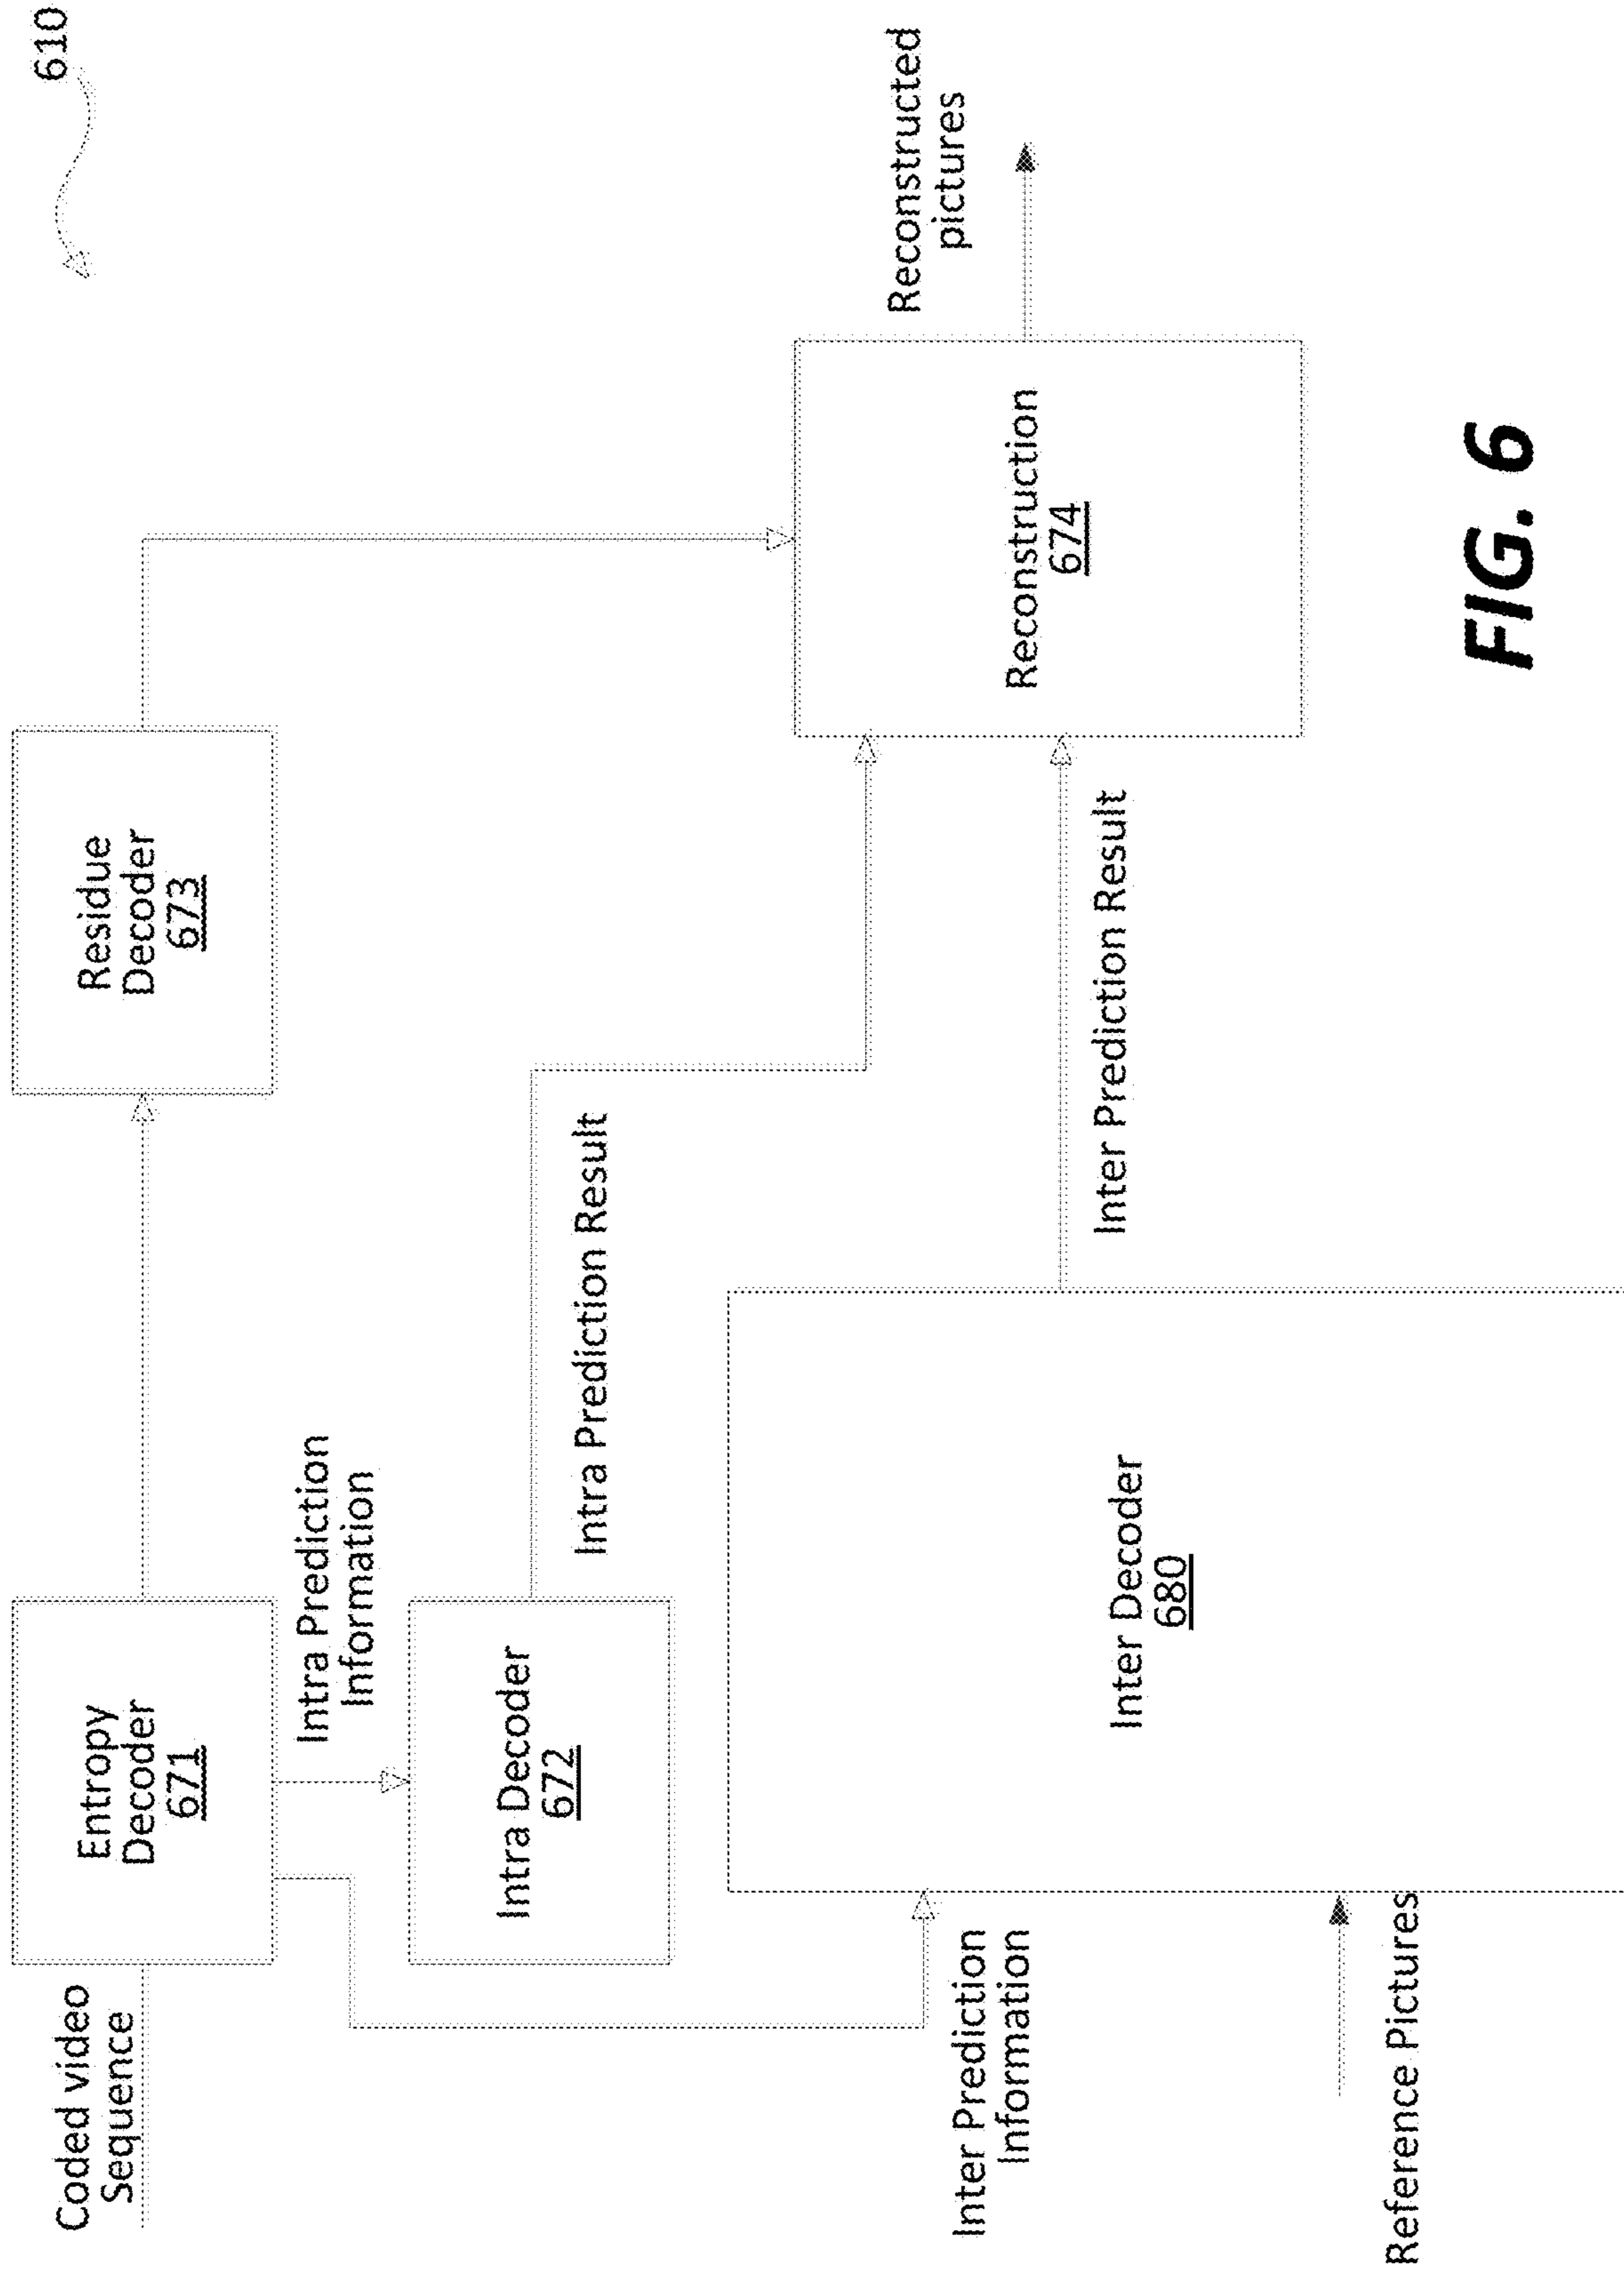 610
Coded video
Sequence
Entropy
Decoder
671
Residue
Decoder
673
Intra Prediction
Information
Intra Decoder
672
Intra Prediction Result
Reconstructed
pictures
Reconstruction
674
Inter Prediction
Information
Inter Decoder
680
Inter Prediction Result
Reference Pictures
FIG. 6